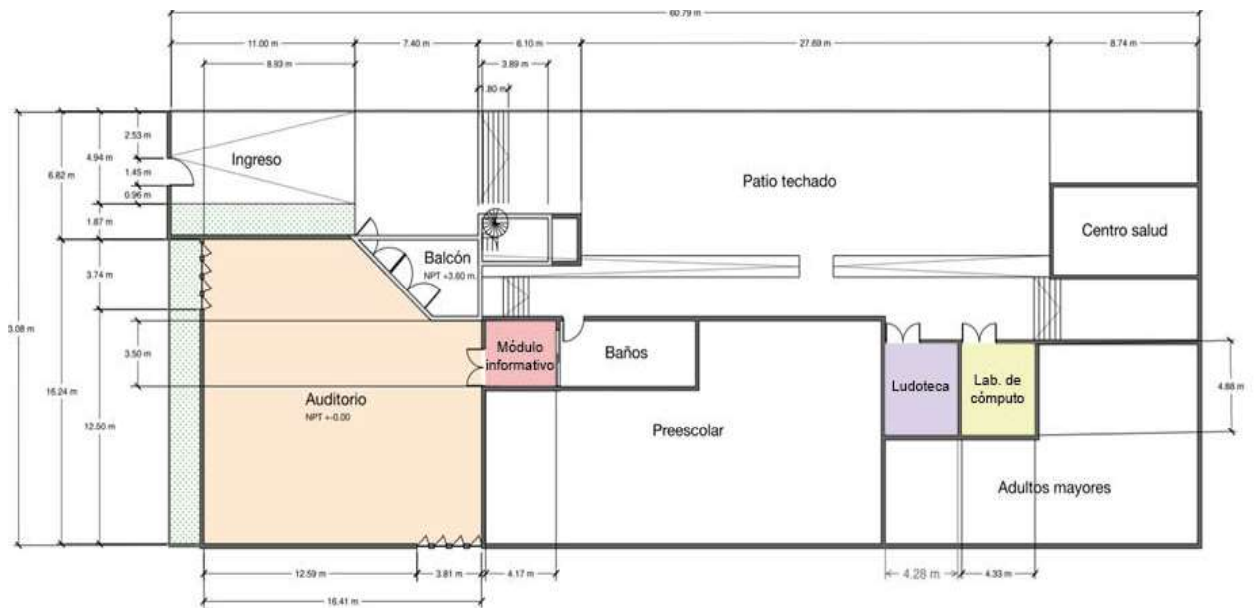 60.79 m
11.00 m
7.40 m
6.10 m
27.69 m
8.74 m
8.93 m
3.89 m
1.80 m
2.53 m
4.94 m
1.45 m
6.82 m
0.96 m
1.87 m
Ingreso
Patio techado
Centro salud
Balcón
NPT +3.60 m.
3.74 m
3.08 m
3.50 m
Módulo
informativo
Baños
Ludoteca
Lab. de
cómputo
4.88 m
16.24 m
12.50 m
Auditorio
NPT +-0.00
Preescolar
Adultos mayores
12.59 m
3.81 m
4.17 m
4.28 m
4.33 m
16.41 m